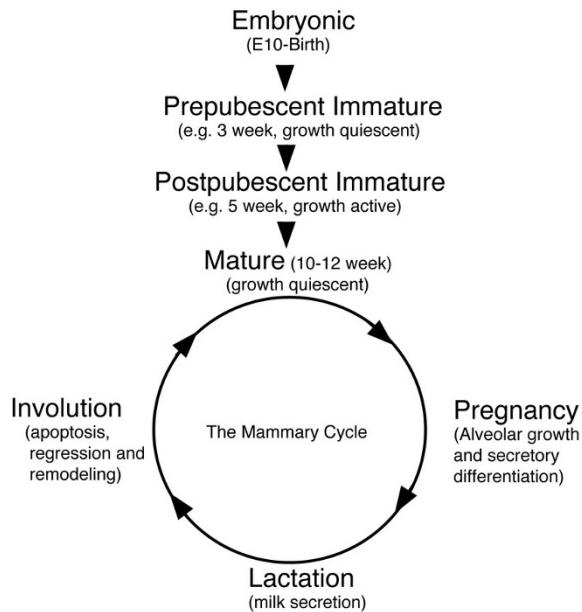 Embryonic
(E10-Birth)
Prepubescent Immature
(e.g. 3 week, growth quiescent)
Postpubescent Immature
(e.g. 5 week, growth active)
Mature (10-12 week)
(growth quiescent)
Involution
(apoptosis,
regression and
remodeling)
The Mammary Cycle
Pregnancy
(Alveolar growth
and secretory
differentiation)
Lactation
(milk secretion)